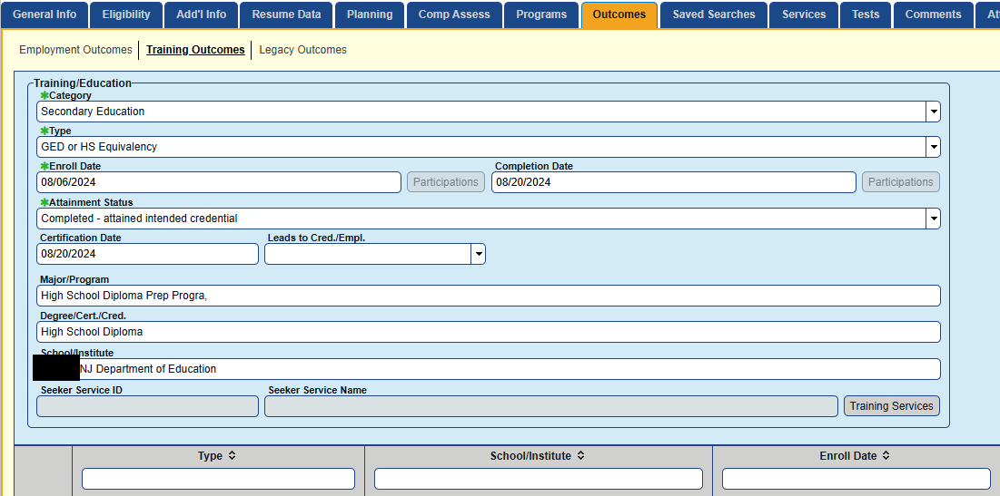 General Info Eligibility Add'l Info Resume Data Planning Comp Assess Programs Outcomes Saved Searches Services Tests Comments
Employment Outcomes Training Outcomes Legacy Outcomes
Training/Education
✱Category
Secondary Education
✱Type
GED or HS Equivalency
✱Enroll Date Completion Date
08/06/2024 Participations 08/20/2024 Participations
✱Attainment Status
Completed - attained intended credential
Certification Date Leads to Cred./Empl.
08/20/2024
Major/Program
High School Diploma Prep Progra,
Degree/Cert./Cred.
High School Diploma
School/Institute
NJ Department of Education
Seeker Service ID Seeker Service Name
Training Services
Type School/Institute Enroll Date